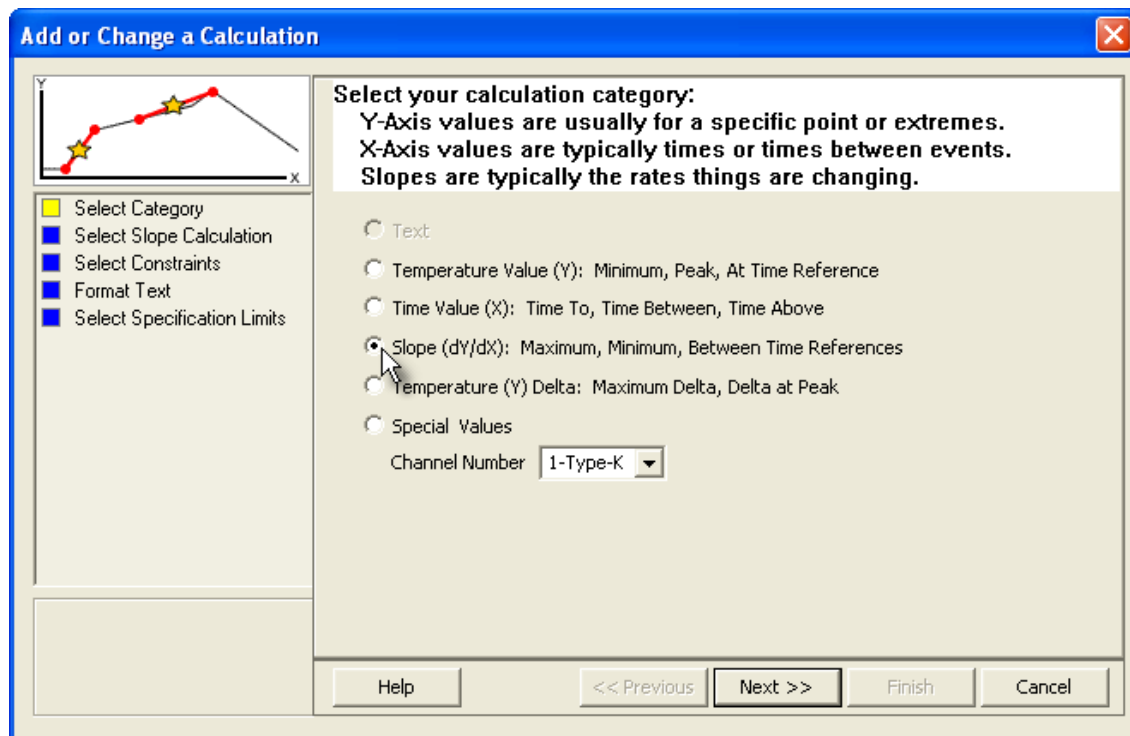 Add or Change a Calculation
Y
X
Select Category
Select Slope Calculation
Select Constraints
Format Text
Select Specification Limits
Select your calculation category:
Y-Axis values are usually for a specific point or extremes.
X-Axis values are typically times or times between events.
Slopes are typically the rates things are changing.
Text
Temperature Value (Y):  Minimum, Peak, At Time Reference
Time Value (X):  Time To, Time Between, Time Above
Slope (dY/dX):  Maximum, Minimum, Between Time References
Temperature (Y) Delta:  Maximum Delta, Delta at Peak
Special Values
Channel Number 1-Type-K
Help << Previous Next >> Finish Cancel